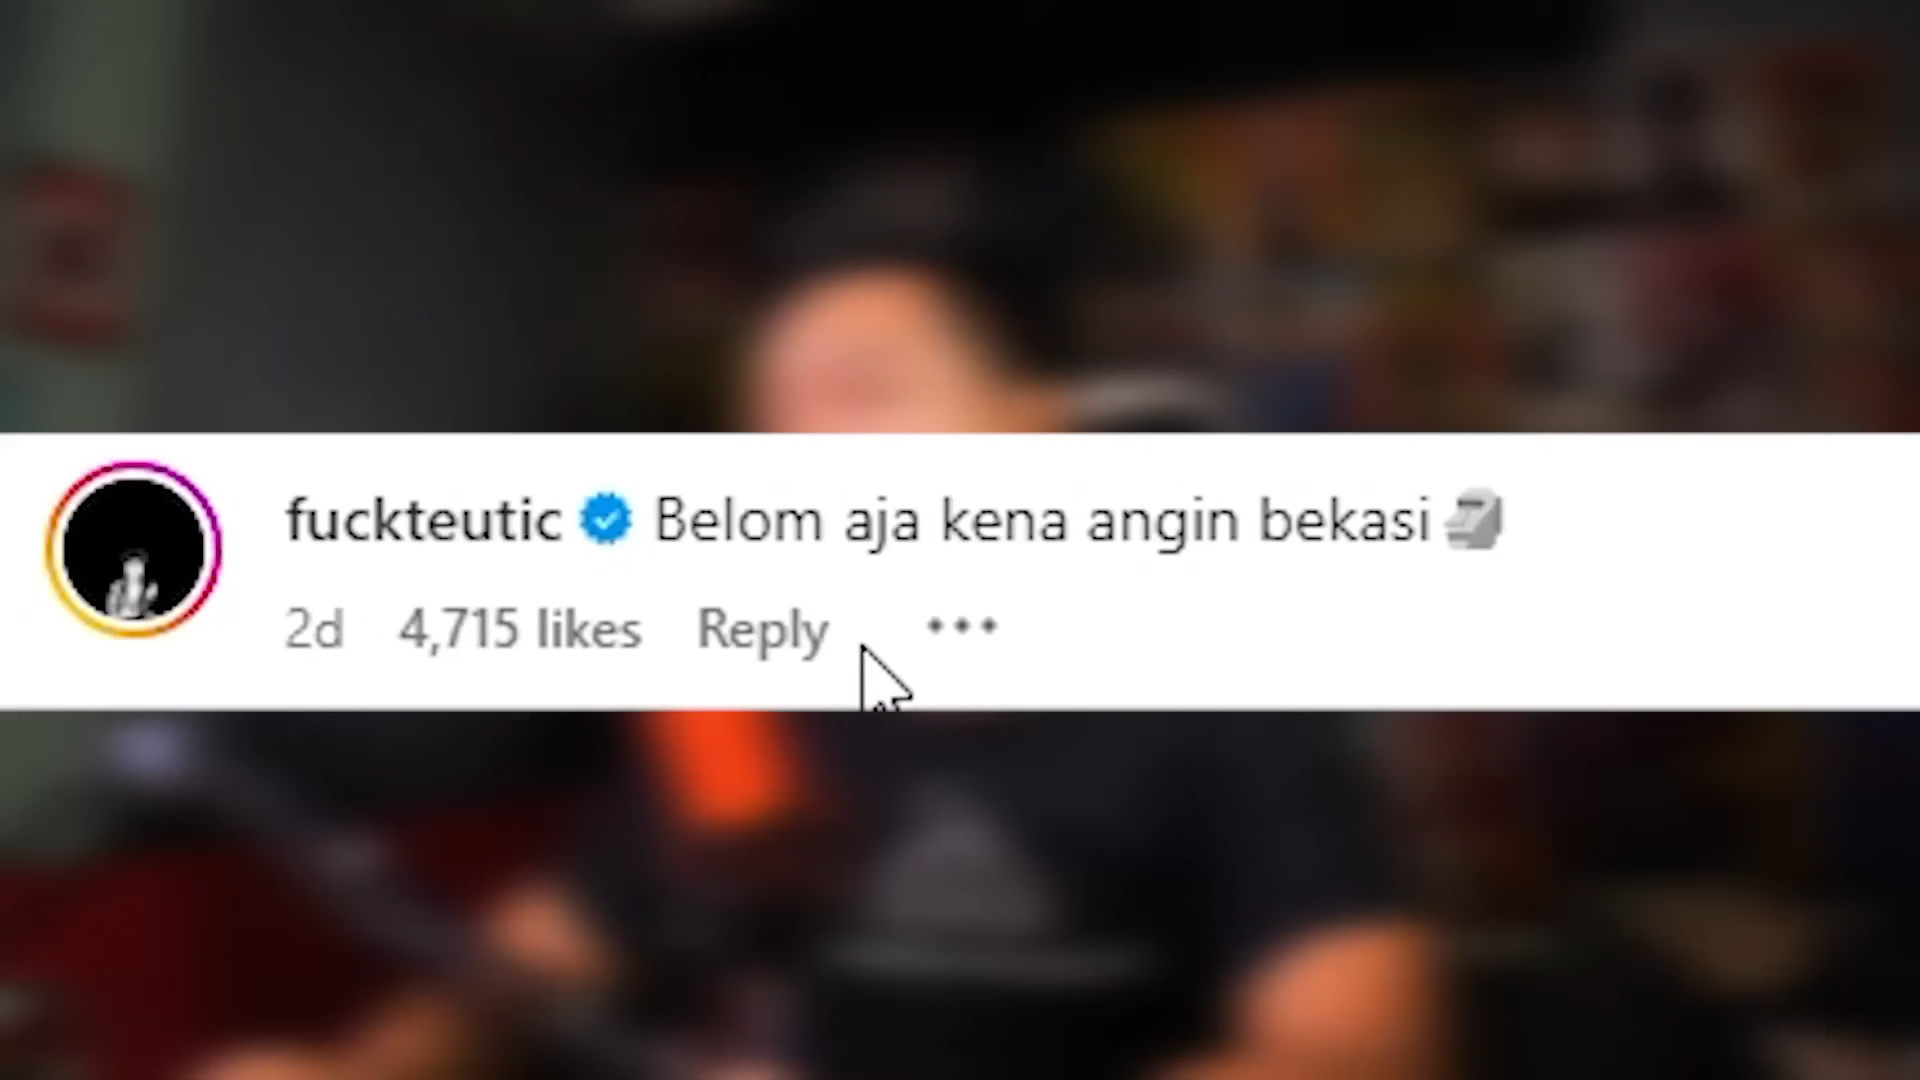 fuckteutic Belom aja kena angin bekasi 🗿
2d 4,715 likes Reply